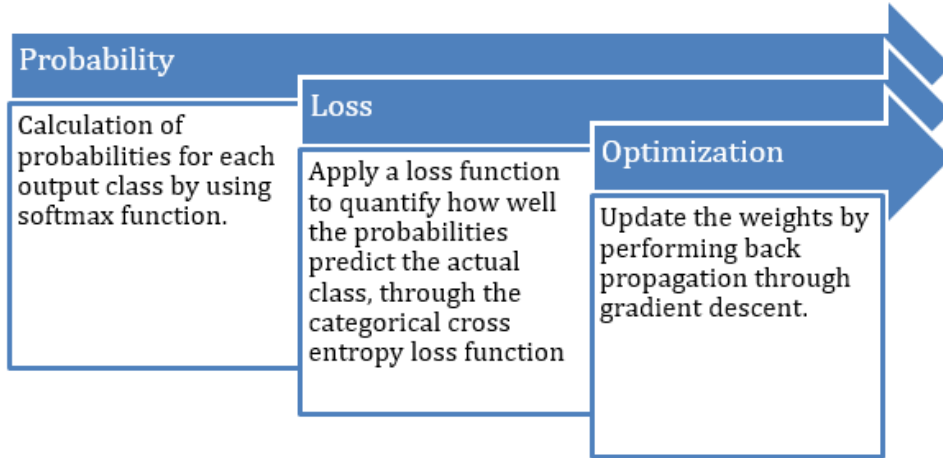 Probability
Calculation of
probabilities for each
output class by using
softmax function.
Loss
Apply a loss function
to quantify how well
the probabilities
predict the actual
class, through the
categorical cross
entropy loss function
Optimization
Update the weights by
performing back
propagation through
gradient descent.